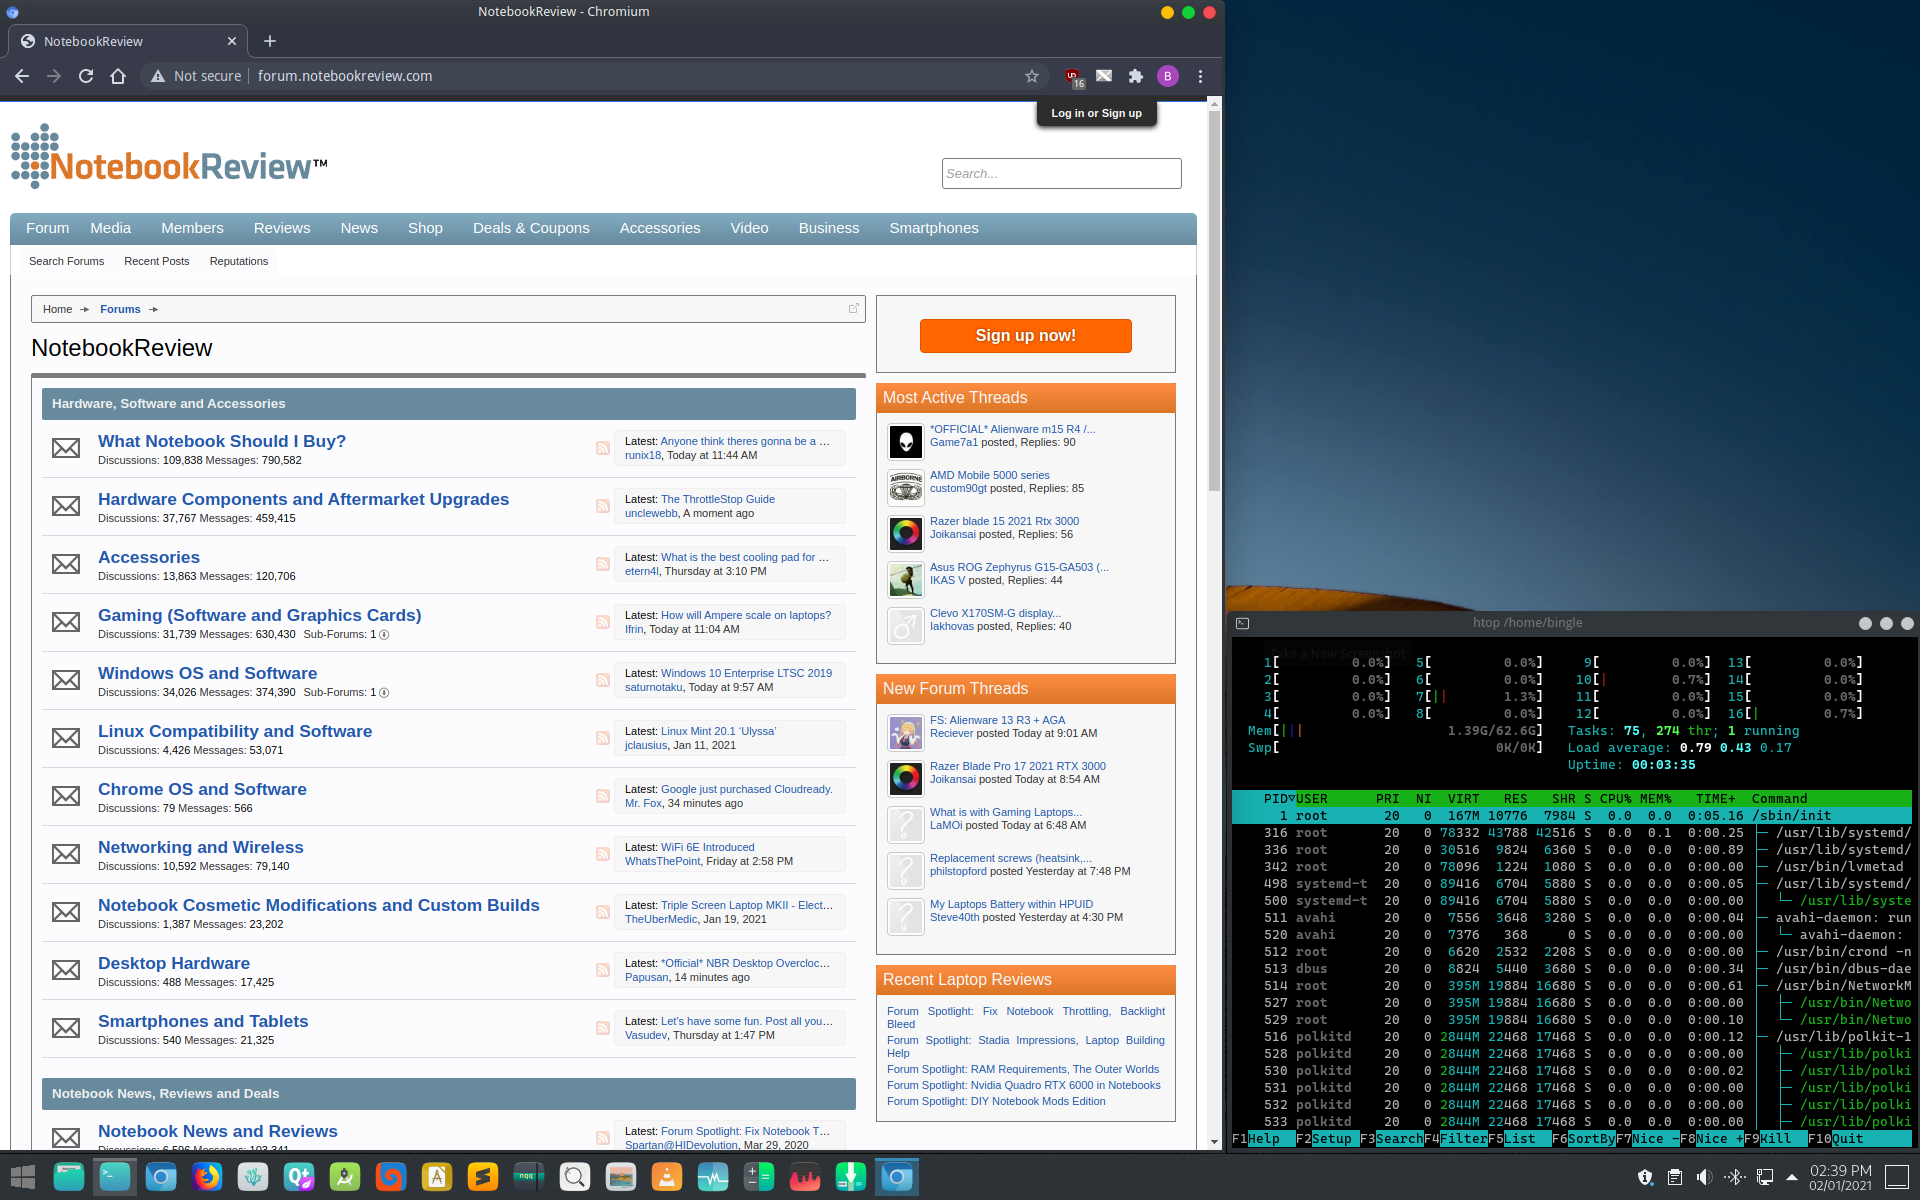 NotebookReview - Chromium
NotebookReview
Not secure
forum.notebookreview.com
16
B
Log in or Sign up
NotebookReview™
Search...
Forum Media Members Reviews News Shop Deals & Coupons Accessories Video Business Smartphones
Search Forums Recent Posts Reputations
Home Forums
NotebookReview
Hardware, Software and Accessories
What Notebook Should I Buy?
Discussions: 109,838 Messages: 790,582
Latest: Anyone think theres gonna be a ...
runix18, Today at 11:44 AM
Hardware Components and Aftermarket Upgrades
Discussions: 37,767 Messages: 459,415
Latest: The ThrottleStop Guide
unclewebb, A moment ago
Accessories
Discussions: 13,863 Messages: 120,706
Latest: What is the best cooling pad for ...
etern4l, Thursday at 3:10 PM
Gaming (Software and Graphics Cards)
Discussions: 31,739 Messages: 630,430 Sub-Forums: 1
Latest: How will Ampere scale on laptops?
Ifrin, Today at 11:04 AM
Windows OS and Software
Discussions: 34,026 Messages: 374,390 Sub-Forums: 1
Latest: Windows 10 Enterprise LTSC 2019
saturnotaku, Today at 9:57 AM
Linux Compatibility and Software
Discussions: 4,426 Messages: 53,071
Latest: Linux Mint 20.1 ‘Ulyssa’
jclausius, Jan 11, 2021
Chrome OS and Software
Discussions: 79 Messages: 566
Latest: Google just purchased Cloudready.
Mr. Fox, 34 minutes ago
Networking and Wireless
Discussions: 10,592 Messages: 79,140
Latest: WiFi 6E Introduced
WhatsThePoint, Friday at 2:58 PM
Notebook Cosmetic Modifications and Custom Builds
Discussions: 1,387 Messages: 23,202
Latest: Triple Screen Laptop MKII - Elect...
TheUberMedic, Jan 19, 2021
Desktop Hardware
Discussions: 488 Messages: 17,425
Latest: *Official* NBR Desktop Overcloc...
Papusan, 14 minutes ago
Smartphones and Tablets
Discussions: 540 Messages: 21,325
Latest: Let's have some fun. Post all you...
Vasudev, Thursday at 1:47 PM
Notebook News, Reviews and Deals
Notebook News and Reviews
Latest: Forum Spotlight: Fix Notebook T...
Spartan@HIDevolution, Mar 29, 2020
Sign up now!
Most Active Threads
*OFFICIAL* Alienware m15 R4 /...
Game7a1 posted, Replies: 90
AIRBORNE
AMD Mobile 5000 series
custom90gt posted, Replies: 85
Razer blade 15 2021 Rtx 3000
Joikansai posted, Replies: 56
Asus ROG Zephyrus G15-GA503 (...
IKAS V posted, Replies: 44
Clevo X170SM-G display...
Iakhovas posted, Replies: 40
New Forum Threads
FS: Alienware 13 R3 + AGA
Reciever posted Today at 9:01 AM
Razer Blade Pro 17 2021 RTX 3000
Joikansai posted Today at 8:54 AM
What is with Gaming Laptops...
LaMOi posted Today at 6:48 AM
Replacement screws (heatsink,...
philstopford posted Yesterday at 7:48 PM
My Laptops Battery within HPUID
Steve40th posted Yesterday at 4:30 PM
Recent Laptop Reviews
Forum Spotlight: Fix Notebook Throttling, Backlight
Bleed
Forum Spotlight: Stadia Impressions, Laptop Building
Help
Forum Spotlight: RAM Requirements, The Outer Worlds
Forum Spotlight: Nvidia Quadro RTX 6000 in Notebooks
Forum Spotlight: DIY Notebook Mods Edition
htop /home/bingle
Take a New Screenshot
1[ 0.0%] 5[ 0.0%] 9[ 0.0%] 13[ 0.0%]
2[ 0.0%] 6[ 0.0%] 10[| 0.7%] 14[ 0.0%]
3[ 0.0%] 7[|| 1.3%] 11[ 0.0%] 15[ 0.0%]
4[ 0.0%] 8[ 0.0%] 12[ 0.0%] 16[| 0.7%]
Mem[||| 1.39G/62.6G] Tasks: 75, 274 thr; 1 running
Swp[ 0K/0K] Load average: 0.79 0.43 0.17
Uptime: 00:03:35
PID▽USER PRI NI VIRT RES SHR S CPU% MEM% TIME+ Command
1 root 20 0 167M 10776 7984 S 0.0 0.0 0:05.16 /sbin/init
316 root 20 0 78332 43788 42516 S 0.0 0.1 0:00.25 /usr/lib/systemd/
336 root 20 0 30516 9824 6360 S 0.0 0.0 0:00.89 /usr/lib/systemd/
342 root 20 0 78096 1224 1080 S 0.0 0.0 0:00.00 /usr/bin/lvmetad
498 systemd-t 20 0 89416 6704 5880 S 0.0 0.0 0:00.05 /usr/lib/systemd/
500 systemd-t 20 0 89416 6704 5880 S 0.0 0.0 0:00.00 /usr/lib/syste
511 avahi 20 0 7556 3648 3280 S 0.0 0.0 0:00.04 avahi-daemon: run
520 avahi 20 0 7376 368 0 S 0.0 0.0 0:00.00 avahi-daemon:
512 root 20 0 6620 2532 2208 S 0.0 0.0 0:00.00 /usr/bin/crond -n
513 dbus 20 0 8824 5440 3680 S 0.0 0.0 0:00.34 /usr/bin/dbus-dae
514 root 20 0 395M 19884 16680 S 0.0 0.0 0:00.61 /usr/bin/NetworkM
527 root 20 0 395M 19884 16680 S 0.0 0.0 0:00.00 /usr/bin/Netwo
529 root 20 0 395M 19884 16680 S 0.0 0.0 0:00.10 /usr/bin/Netwo
516 polkitd 20 0 2844M 22468 17468 S 0.0 0.0 0:00.12 /usr/lib/polkit-1
528 polkitd 20 0 2844M 22468 17468 S 0.0 0.0 0:00.00 /usr/lib/polki
530 polkitd 20 0 2844M 22468 17468 S 0.0 0.0 0:00.02 /usr/lib/polki
531 polkitd 20 0 2844M 22468 17468 S 0.0 0.0 0:00.00 /usr/lib/polki
532 polkitd 20 0 2844M 22468 17468 S 0.0 0.0 0:00.00 /usr/lib/polki
533 polkitd 20 0 2844M 22468 17468 S 0.0 0.0 0:00.00 /usr/lib/polki
F1Help F2Setup F3SearchF4FilterF5List F6SortByF7Nice -F8Nice +F9Kill F10Quit
nqq
02:39 PM
02/01/2021